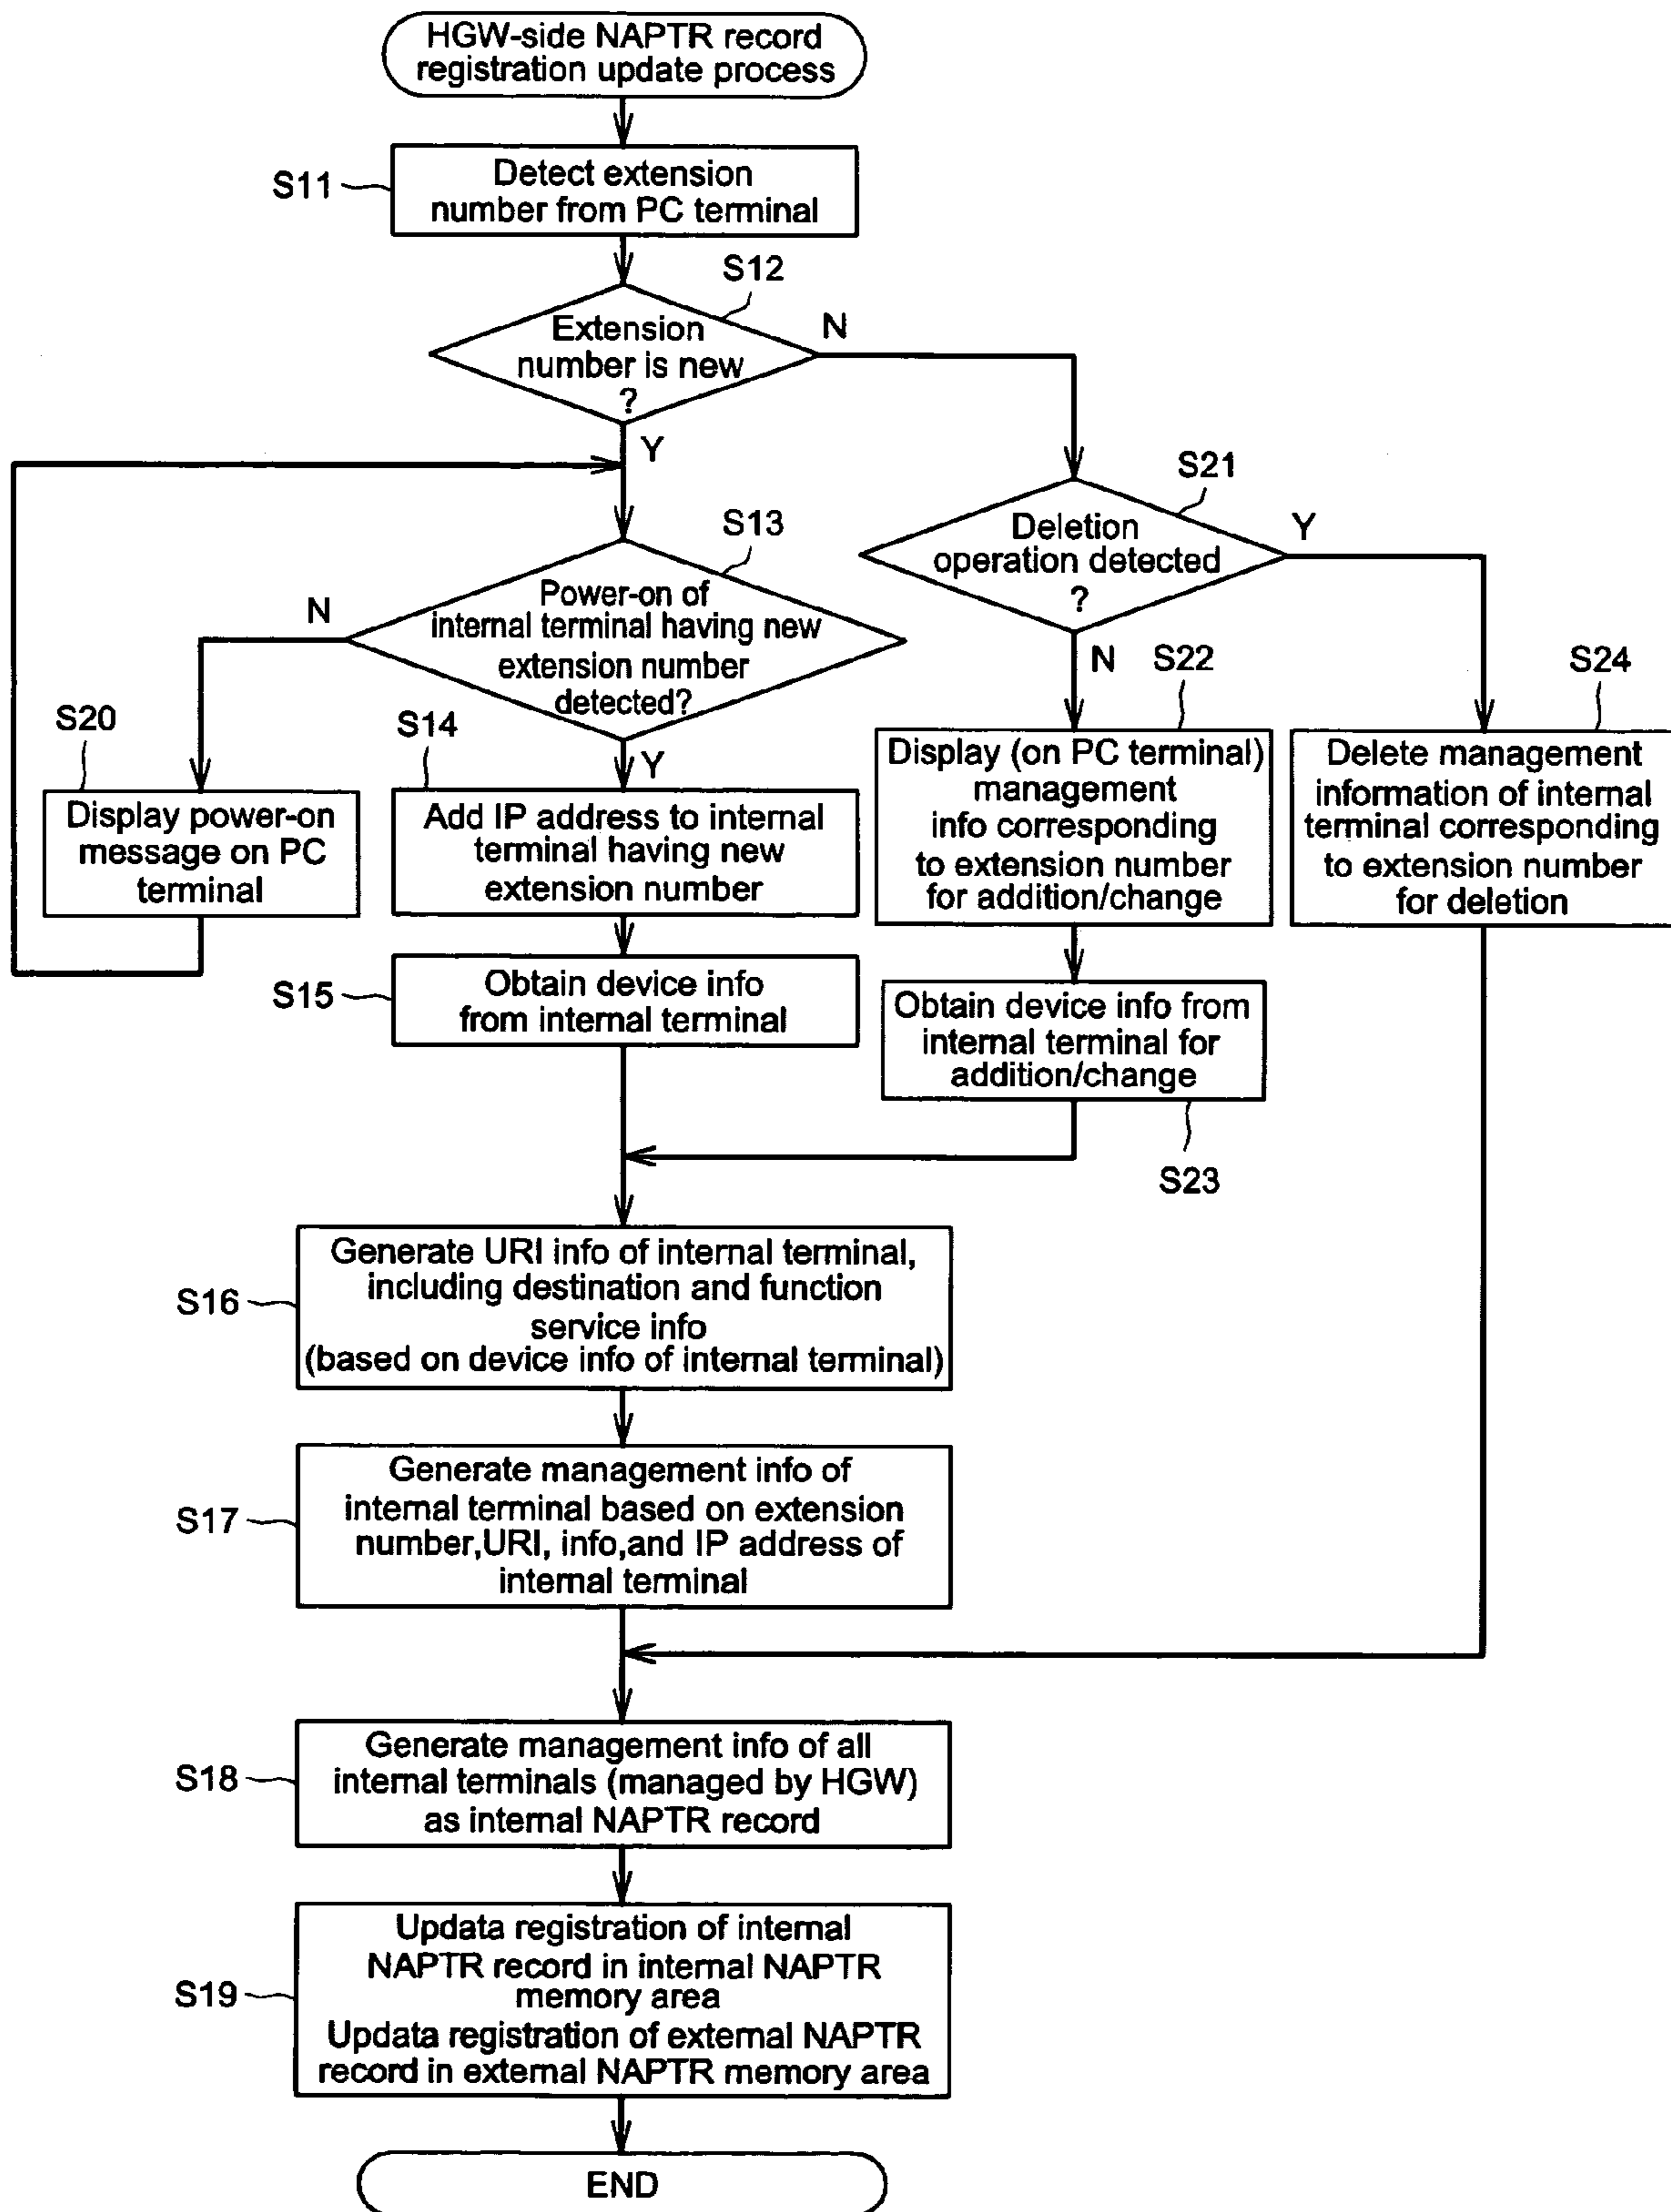 HGW-side NAPTR record
registration update process
S11
Detect extension
number from PC terminal
S12
Extension
number is new
?
N
Y
S21
Deletion
operation detected
?
Y
N
S13
Power-on of
internal terminal having new
extension number
detected?
N
Y
S20
Display power-on
message on PC
terminal
S14
Add IP address to internal
terminal having new
extension number
S22
Display (on PC terminal)
management
info corresponding
to extension number
for addition/change
S24
Delete management
information of internal
terminal corresponding
to extension number
for deletion
S15
Obtain device info
from internal terminal
Obtain device info from
internal terminal for
addition/change
S23
S16
Generate URI info of internal terminal,
including destination and function
service info
(based on device info of internal terminal)
S17
Generate management info of
internal terminal based on extension
number,URI, info,and IP address of
internal terminal
S18
Generate management info of all
internal terminals (managed by HGW)
as internal NAPTR record
S19
Updata registration of internal
NAPTR record in internal NAPTR
memory area
Updata registration of external NAPTR
record in external NAPTR memory area
END